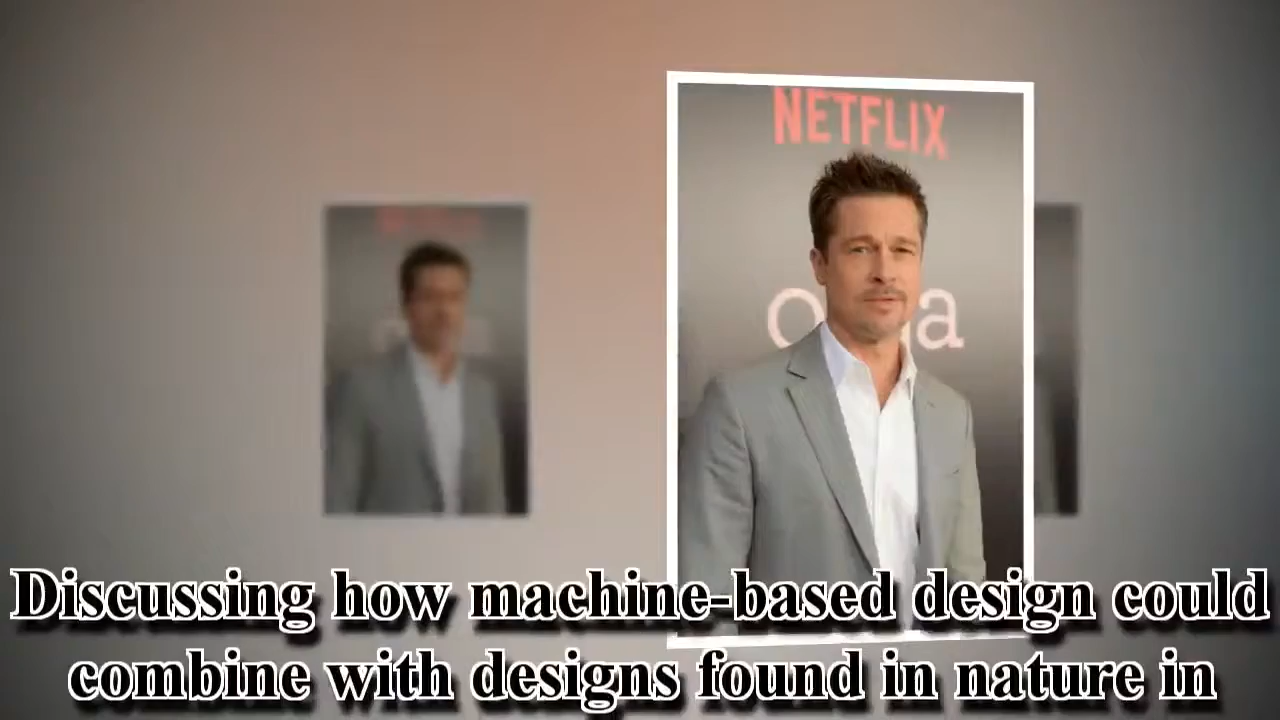 NETFLIX
Discussing how machine-based design could
combine with designs found in nature in